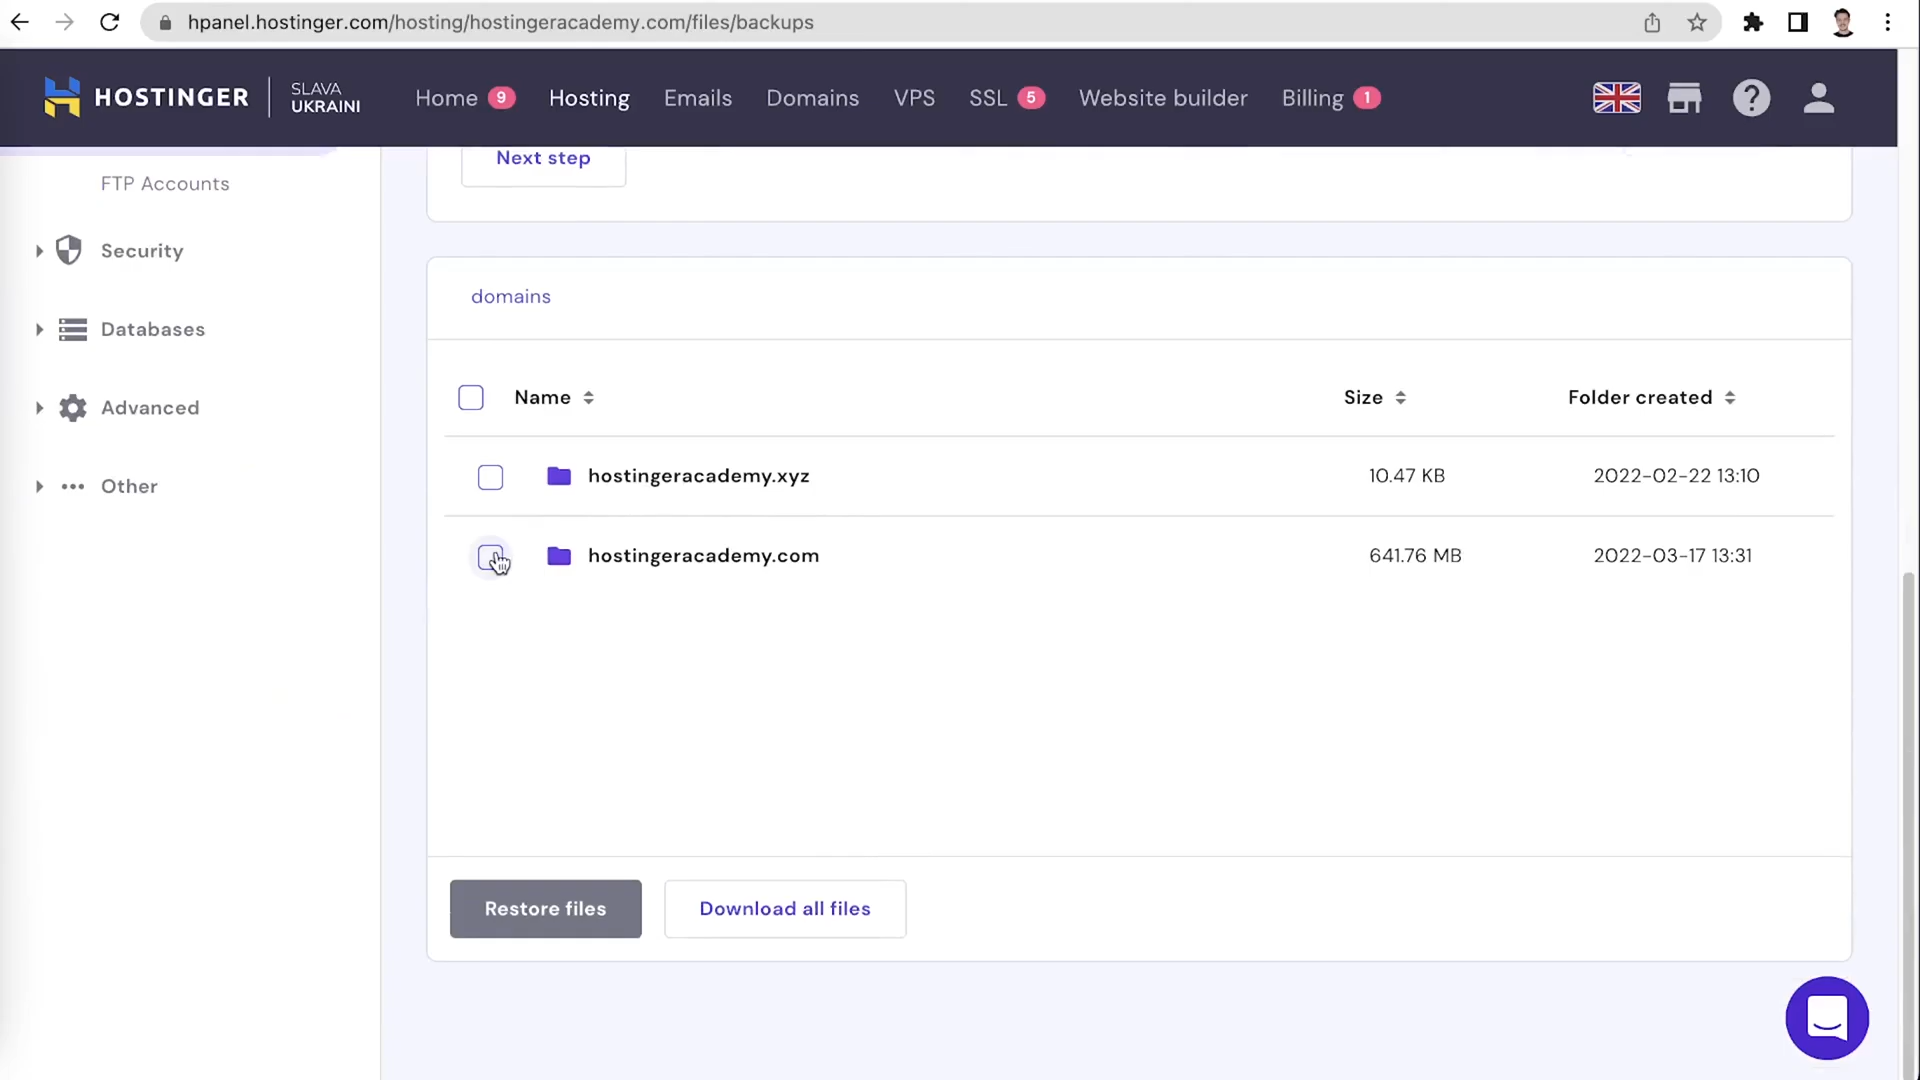 hpanel.hostinger.com/hosting/hostingeracademy.com/files/backups
HOSTINGER
SLAVA
UKRAINI
Home 9 Hosting Emails Domains VPS SSL 5 Website builder Billing 1
?
Next step
FTP Accounts
Security
Databases
Advanced
Other
domains
Name Size Folder created
hostingeracademy.xyz 10.47 KB 2022-02-22 13:10
hostingeracademy.com 641.76 MB 2022-03-17 13:31
Restore files Download all files